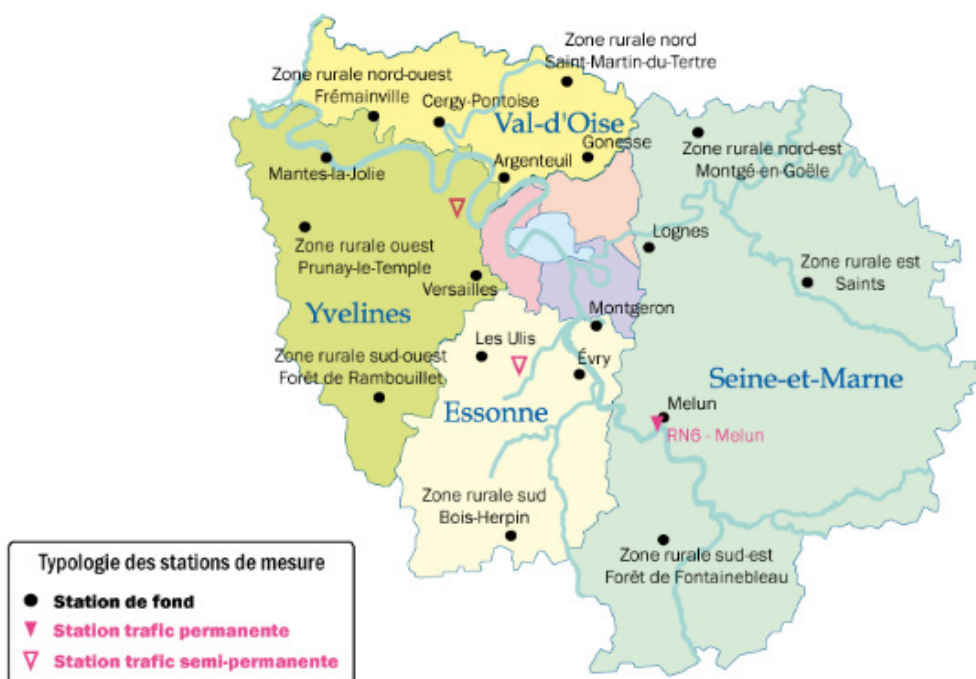 Zone rurale nord
Saint-Martin-du-Tertre
Zone rurale nord-ouest
Frémainville
Cergy-Pontoise
Val-d'Oise
Gonesse
Zone rurale nord-est
Montgé-en-Goële
Argenteuil
Mantes-la-Jolie
Lognes
Zone rurale ouest
Prunay-le-Temple
Zone rurale est
Saints
Versailles
Yvelines
Montgeron
Les Ulis
Évry
Zone rurale sud-ouest
Forêt de Rambouillet
Seine-et-Marne
Essonne
Melun
RN6 - Melun
Zone rurale sud
Bois-Herpin
Zone rurale sud-est
Forêt de Fontainebleau
Typologie des stations de mesure
Station de fond
Station trafic permanente
Station trafic semi-permanente